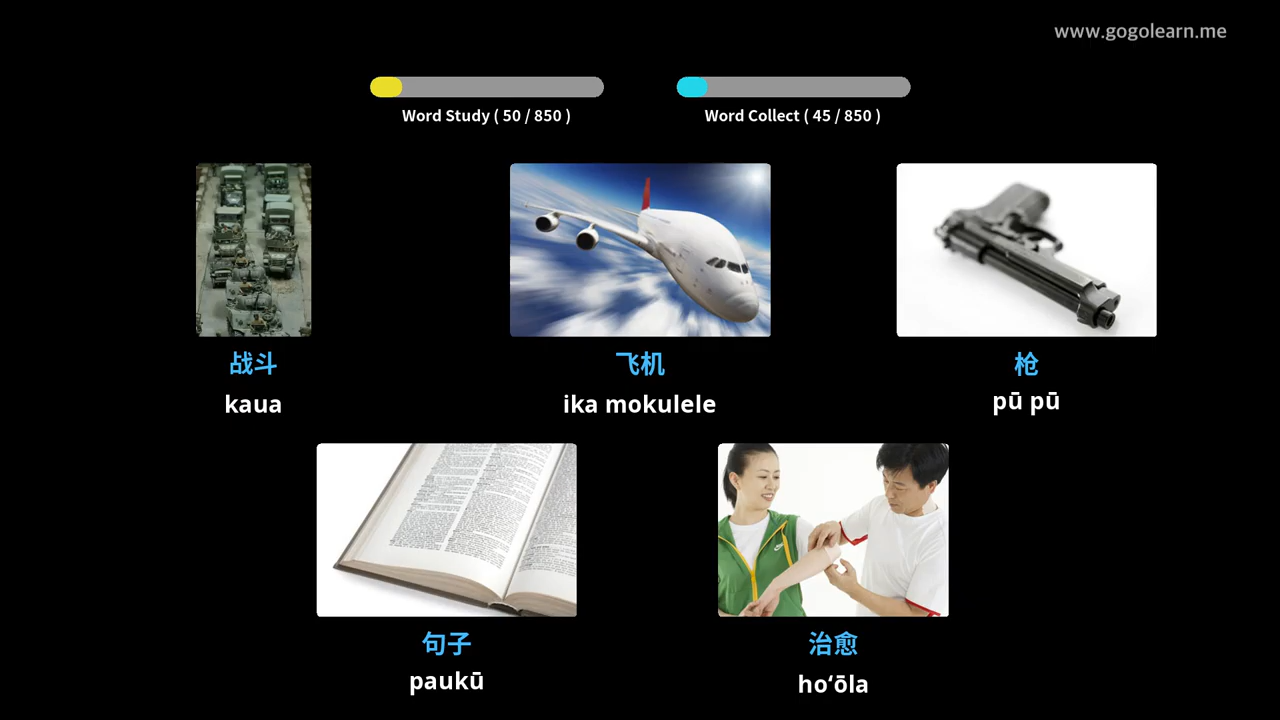 www.gogolearn.me
Word Study ( 50 / 850 )
Word Collect ( 45 / 850 )
战斗
kaua
飞机
ika mokulele
枪
pū pū
句子
paukū
治愈
hoʻōla